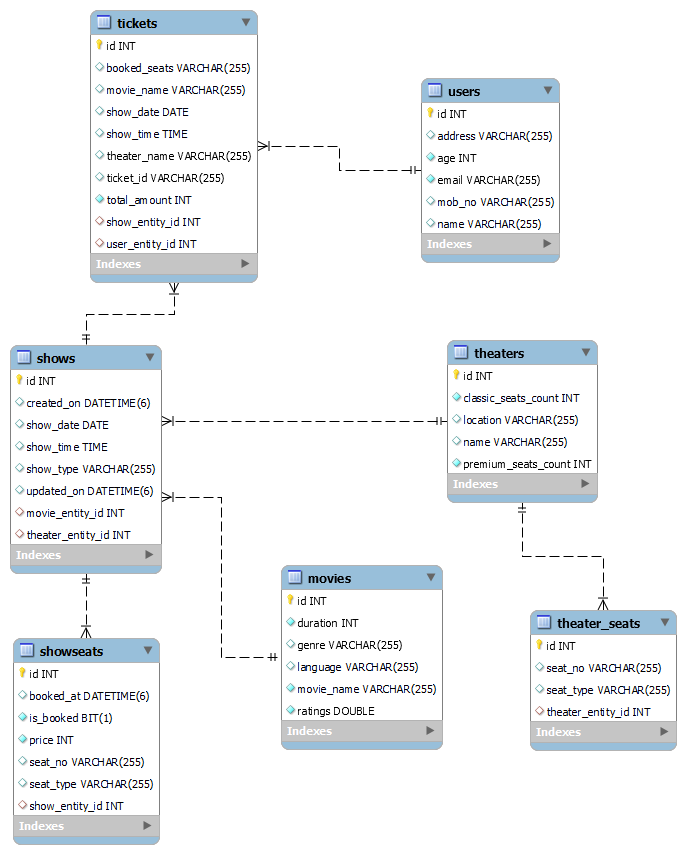 tickets
id INT
booked_seats VARCHAR(255)
movie_name VARCHAR(255)
show_date DATE
show_time TIME
theater_name VARCHAR(255)
ticket_id VARCHAR(255)
total_amount INT
show_entity_id INT
user_entity_id INT
Indexes
users
id INT
address VARCHAR(255)
age INT
email VARCHAR(255)
mob_no VARCHAR(255)
name VARCHAR(255)
Indexes
shows
id INT
created_on DATETIME(6)
show_date DATE
show_time TIME
show_type VARCHAR(255)
updated_on DATETIME(6)
movie_entity_id INT
theater_entity_id INT
Indexes
theaters
id INT
classic_seats_count INT
location VARCHAR(255)
name VARCHAR(255)
premium_seats_count INT
Indexes
movies
id INT
duration INT
genre VARCHAR(255)
language VARCHAR(255)
movie_name VARCHAR(255)
ratings DOUBLE
Indexes
theater_seats
id INT
seat_no VARCHAR(255)
seat_type VARCHAR(255)
theater_entity_id INT
Indexes
showseats
id INT
booked_at DATETIME(6)
is_booked BIT(1)
price INT
seat_no VARCHAR(255)
seat_type VARCHAR(255)
show_entity_id INT
Indexes